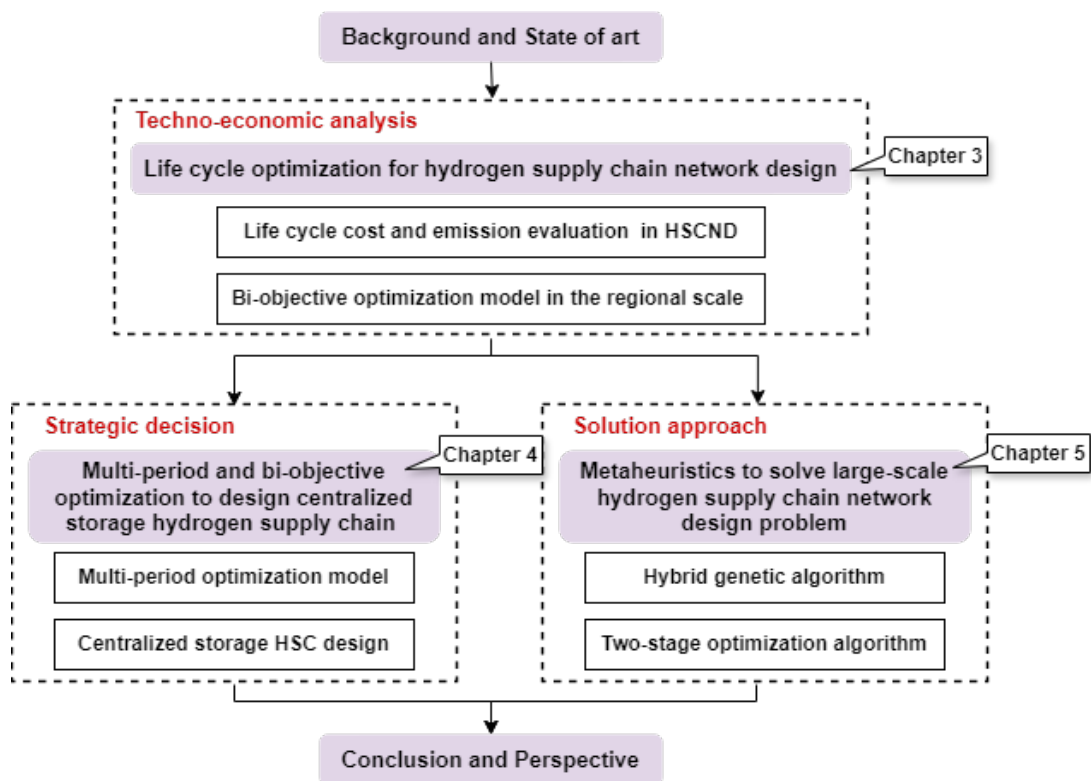 Background and State of art
Techno-economic analysis
Life cycle optimization for hydrogen supply chain network design
Chapter 3
Life cycle cost and emission evaluation in HSCND
Bi-objective optimization model in the regional scale
Strategic decision
Chapter 4
Multi-period and bi-objective
optimization to design centralized
storage hydrogen supply chain
Multi-period optimization model
Centralized storage HSC design
Solution approach
Chapter 5
Metaheuristics to solve large-scale
hydrogen supply chain network
design problem
Hybrid genetic algorithm
Two-stage optimization algorithm
Conclusion and Perspective